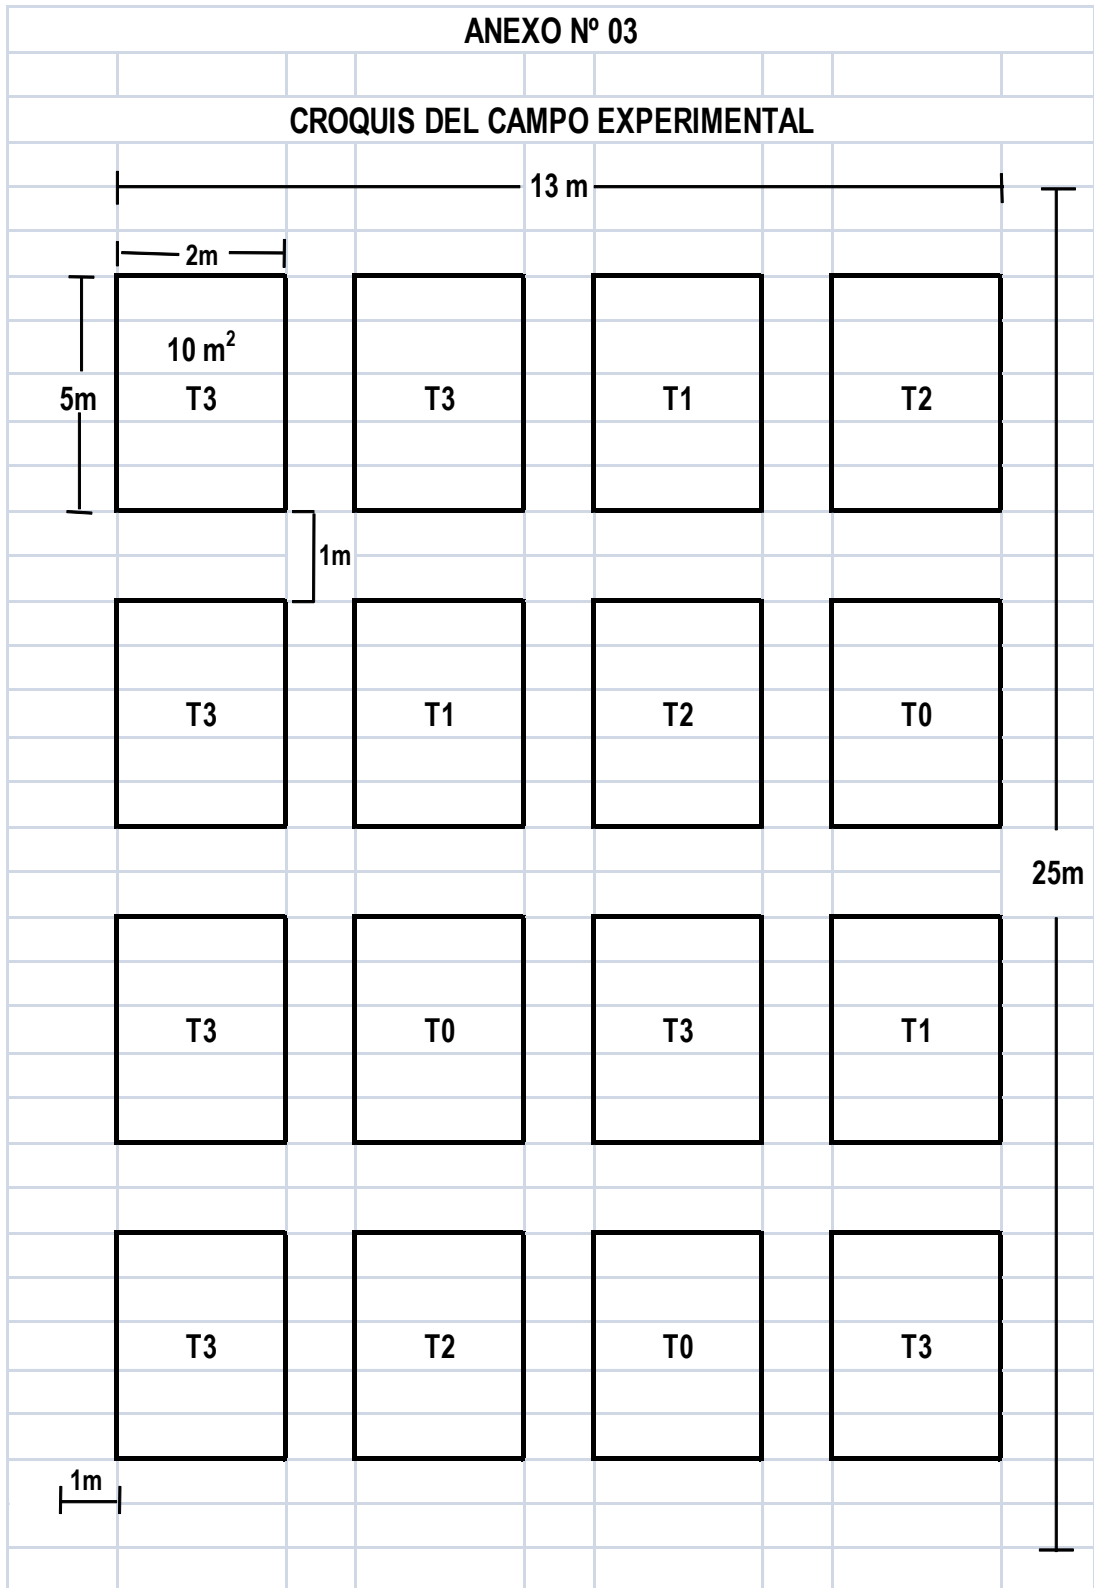 ANEXO Nº 03
CROQUIS DEL CAMPO EXPERIMENTAL
13 m
2m
10 m²
5m T3 T3 T1 T2
1m
T3 T1 T2 T0
25m
T3 T0 T3 T1
T3 T2 T0 T3
1m